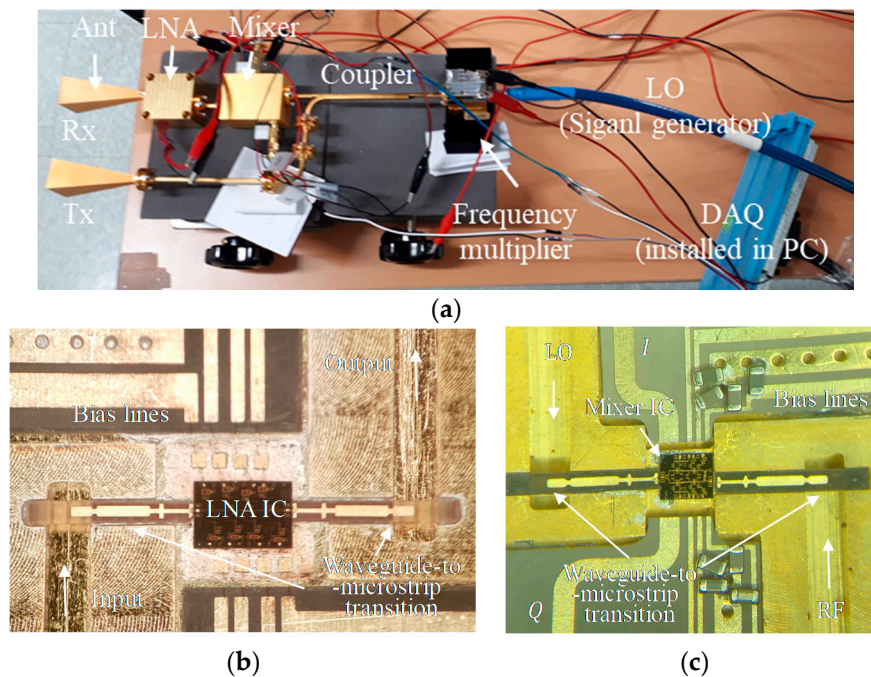 Ant LNA Mixer
Coupler
LO
(Siganl generator)
Rx
Tx
Frequency
multiplier
DAQ
(installed in PC)
(a)
Output
Bias lines
LNA IC
Waveguide-to
-microstrip
transition
Input
(b)
LO
I
Mixer IC
Bias lines
Waveguide-to
-microstrip
transition
Q
RF
(c)